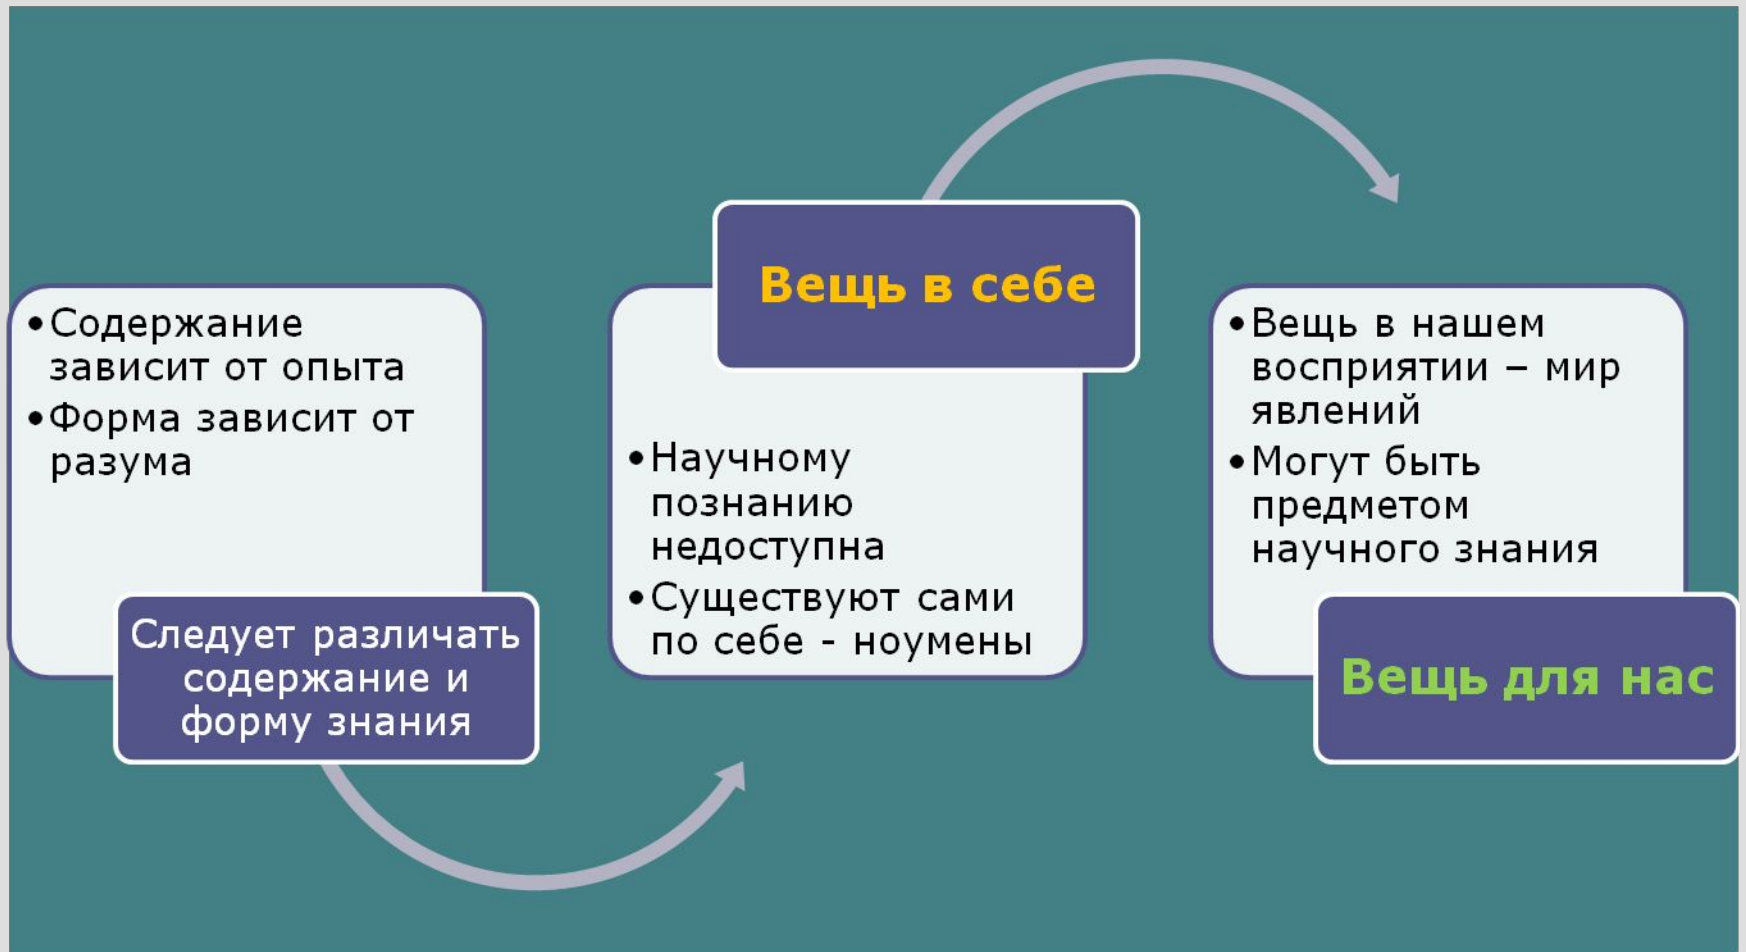 •Содержание
зависит от опыта
•Форма зависит от
разума
Следует различать
содержание и
форму знания
Вещь в себе
•Научному
познанию
недоступна
•Существуют сами
по себе - ноумены
•Вещь в нашем
восприятии – мир
явлений
•Могут быть
предметом
научного знания
Вещь для нас